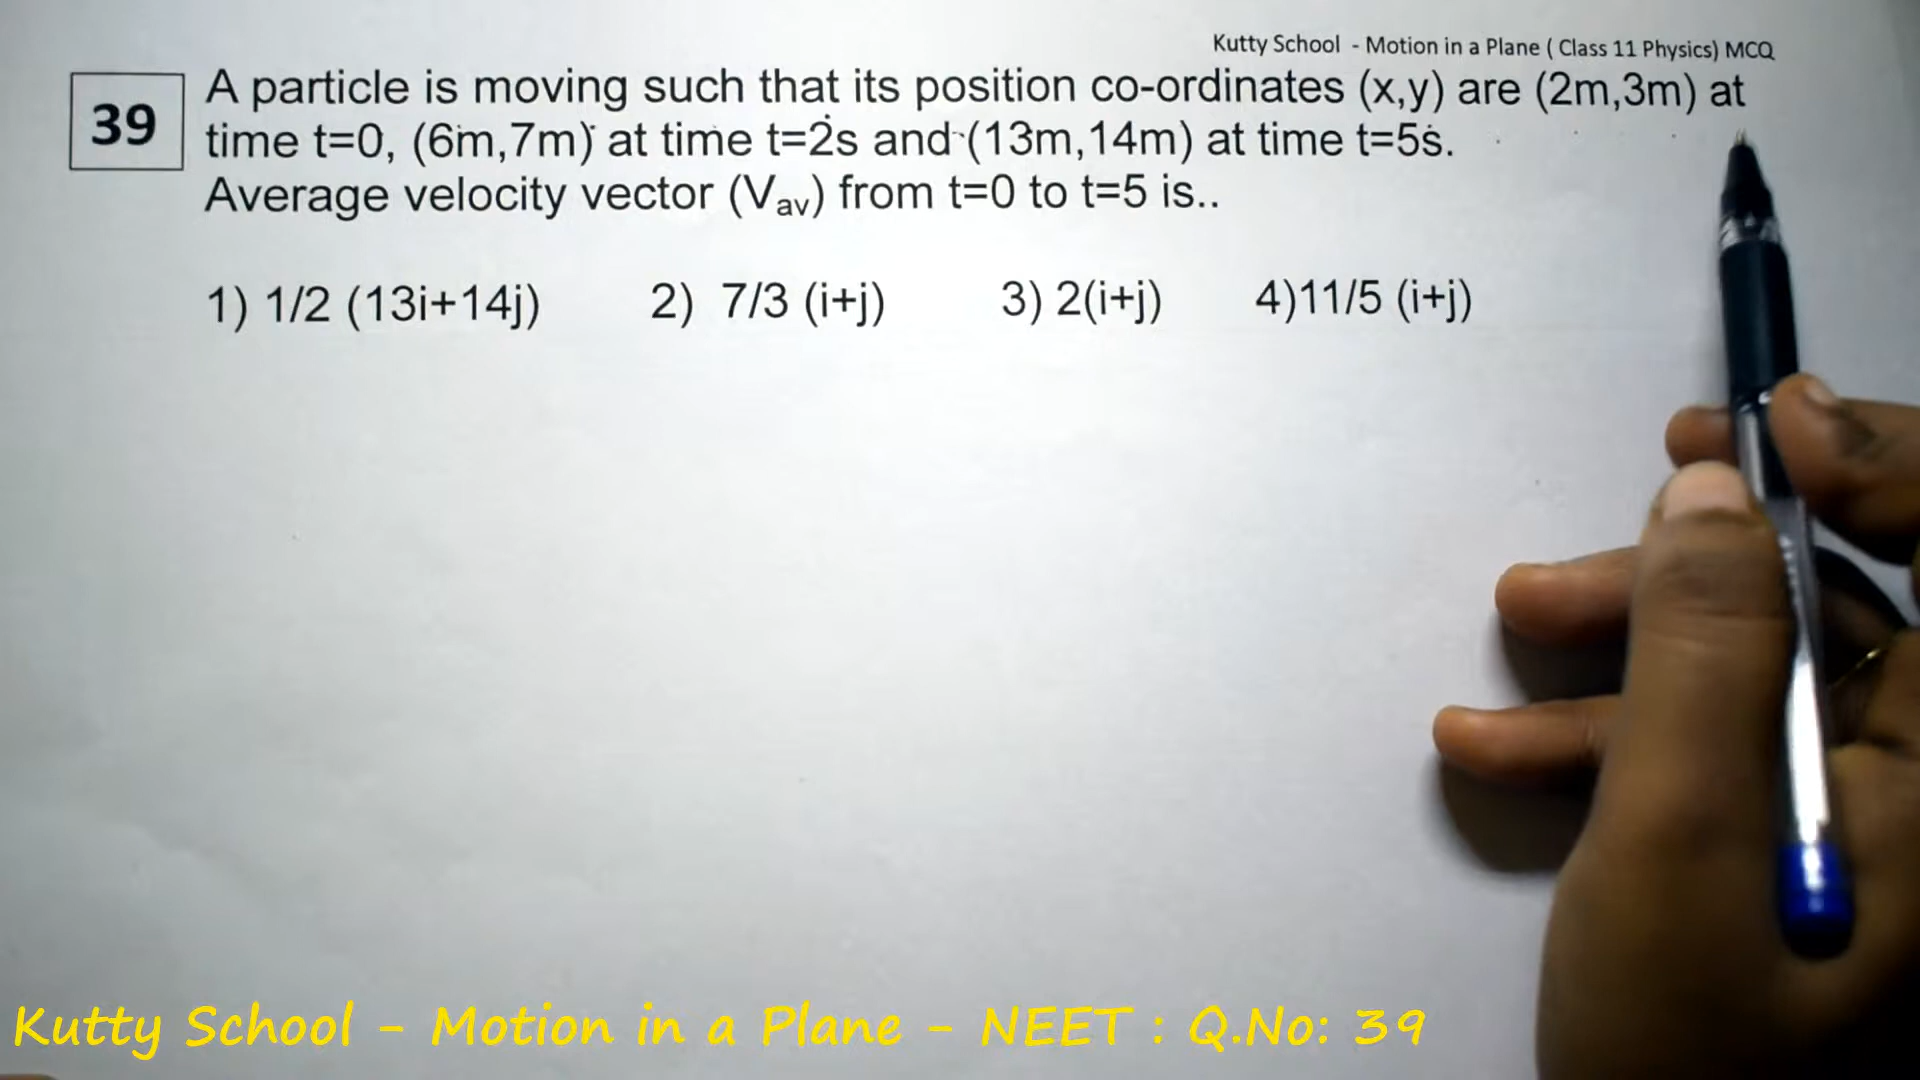 Kutty School - Motion in a Plane ( Class 11 Physics) MCQ
39
A particle is moving such that its position co-ordinates (x,y) are (2m,3m) at
time t=0, (6m,7m) at time t=2s and (13m,14m) at time t=5s.
Average velocity vector (Vav) from t=0 to t=5 is..
1) 1/2 (13i+14j) 2) 7/3 (i+j) 3) 2(i+j) 4)11/5 (i+j)
Kutty School - Motion in a Plane - NEET : Q.No: 39